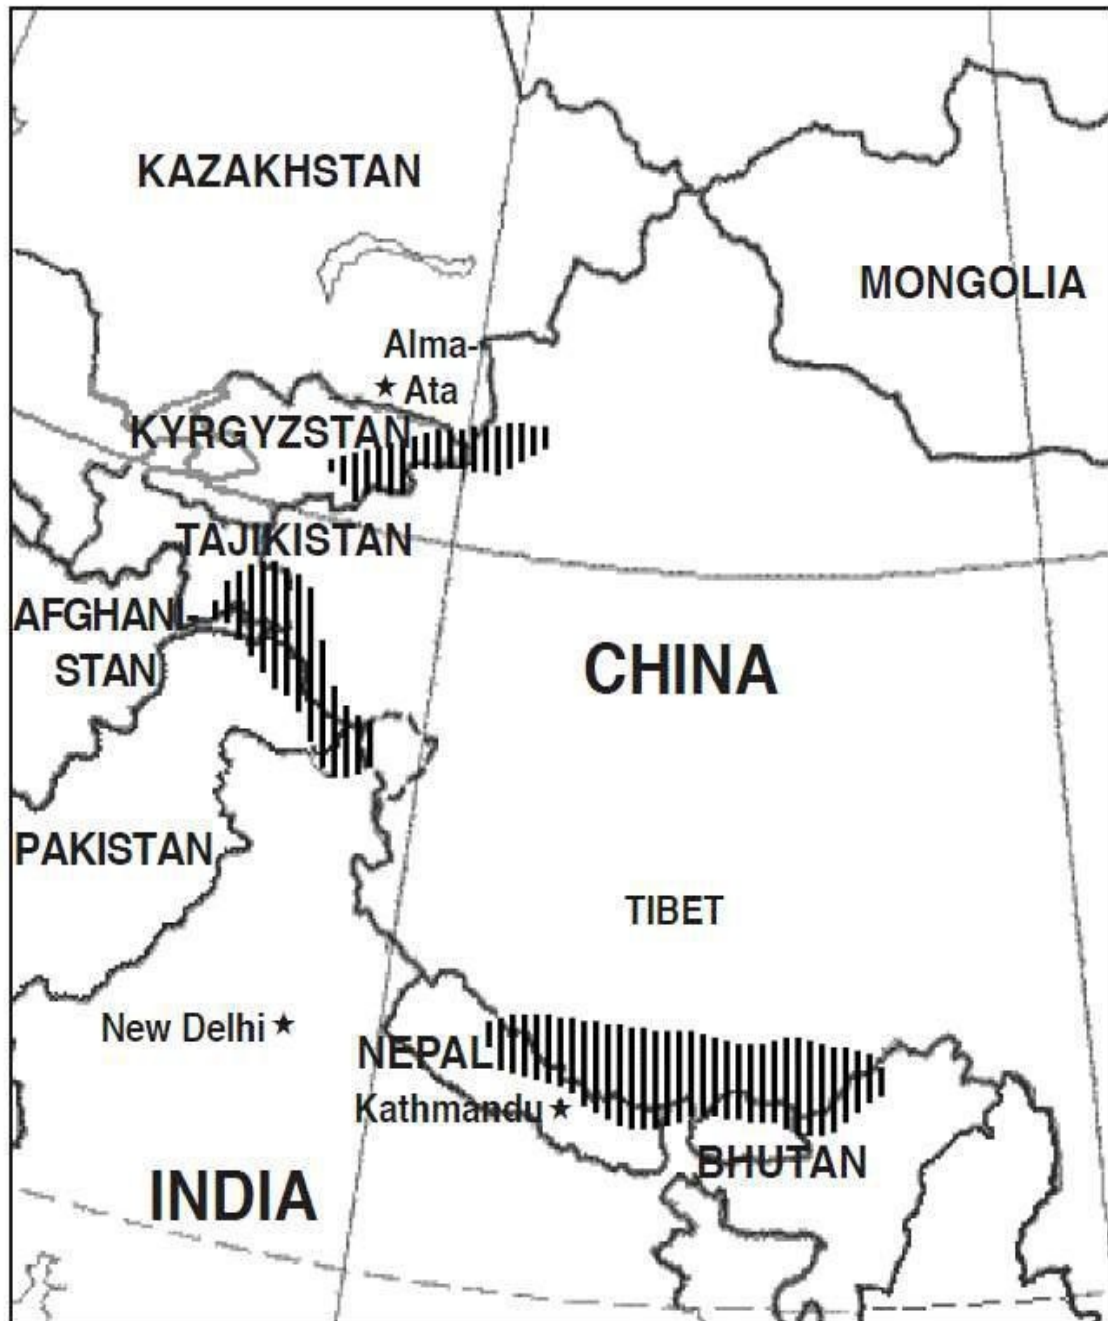 KAZAKHSTAN
MONGOLIA
Alma-
Ata
KYRGYZSTAN
TAJIKISTAN
AFGHANI-
STAN
CHINA
PAKISTAN
TIBET
New Delhi
NEPAL
Kathmandu
BHUTAN
INDIA